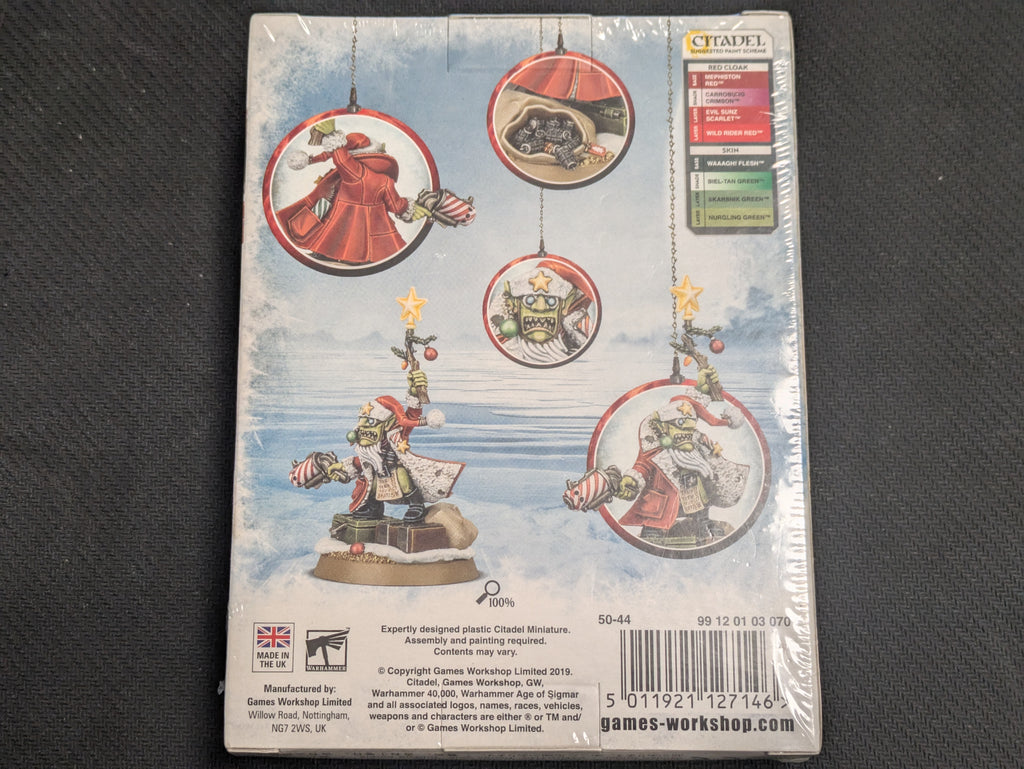 CITADEL
SUGGESTED PAINT SCHEME
RED CLOAK
BASE
MEPHISTON
RED™
SHADE
CARROBURG
CRIMSON™
LAYER
EVIL SUNZ
SCARLET™
LAYER
WILD RIDER RED™
SKIN
BASE
WAAAGH! FLESH™
SHADE
BIEL-TAN GREEN™
LAYER
SKARSNIK GREEN™
LAYER
NURGLING GREEN™
100%
MADE IN
THE UK
WARHAMMER
Manufactured by:
Games Workshop Limited
Willow Road, Nottingham,
NG7 2WS, UK
Expertly designed plastic Citadel Miniature.
Assembly and painting required.
Contents may vary.
© Copyright Games Workshop Limited 2019.
Citadel, Games Workshop, GW,
Warhammer 40,000, Warhammer Age of Sigmar
and all associated logos, names, races, vehicles,
weapons and characters are either ® or TM and/
or © Games Workshop Limited.
50-44
99 12 01 03 070
5 011921 127146 >
games-workshop.com